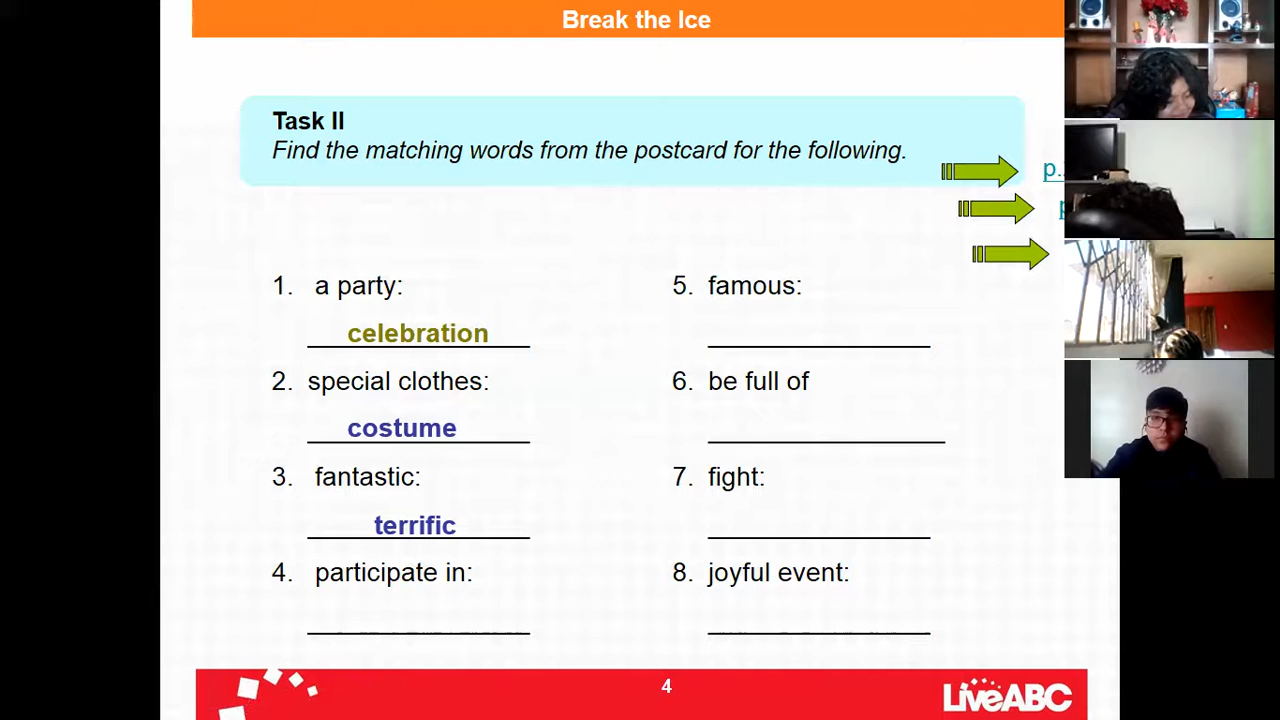 Break the Ice
Task II
Find the matching words from the postcard for the following.
1. a party:
celebration
2. special clothes:
costume
3. fantastic:
terrific
4. participate in:
5. famous:
6. be full of
7. fight:
8. joyful event:
4
LiveABC